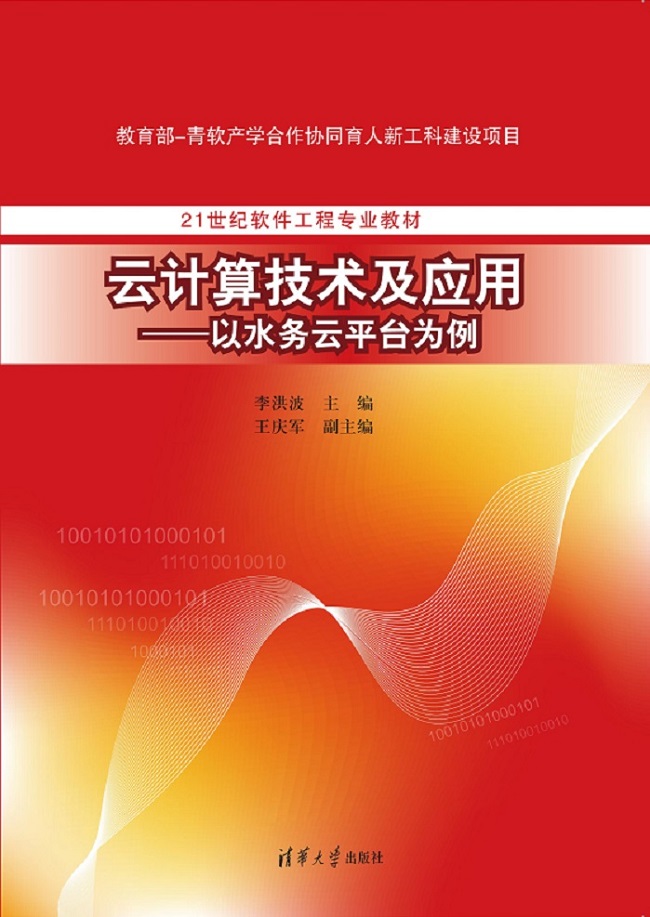 教育部-青软产学合作协同育人新工科建设项目
21世纪软件工程专业教材
云计算技术及应用
——以水务云平台为例
李洪波 主 编
王庆军 副主编
10010101000101
111010010010
10010101000101
111010010010
1000101
10010101000101
111010010010
清华大学出版社